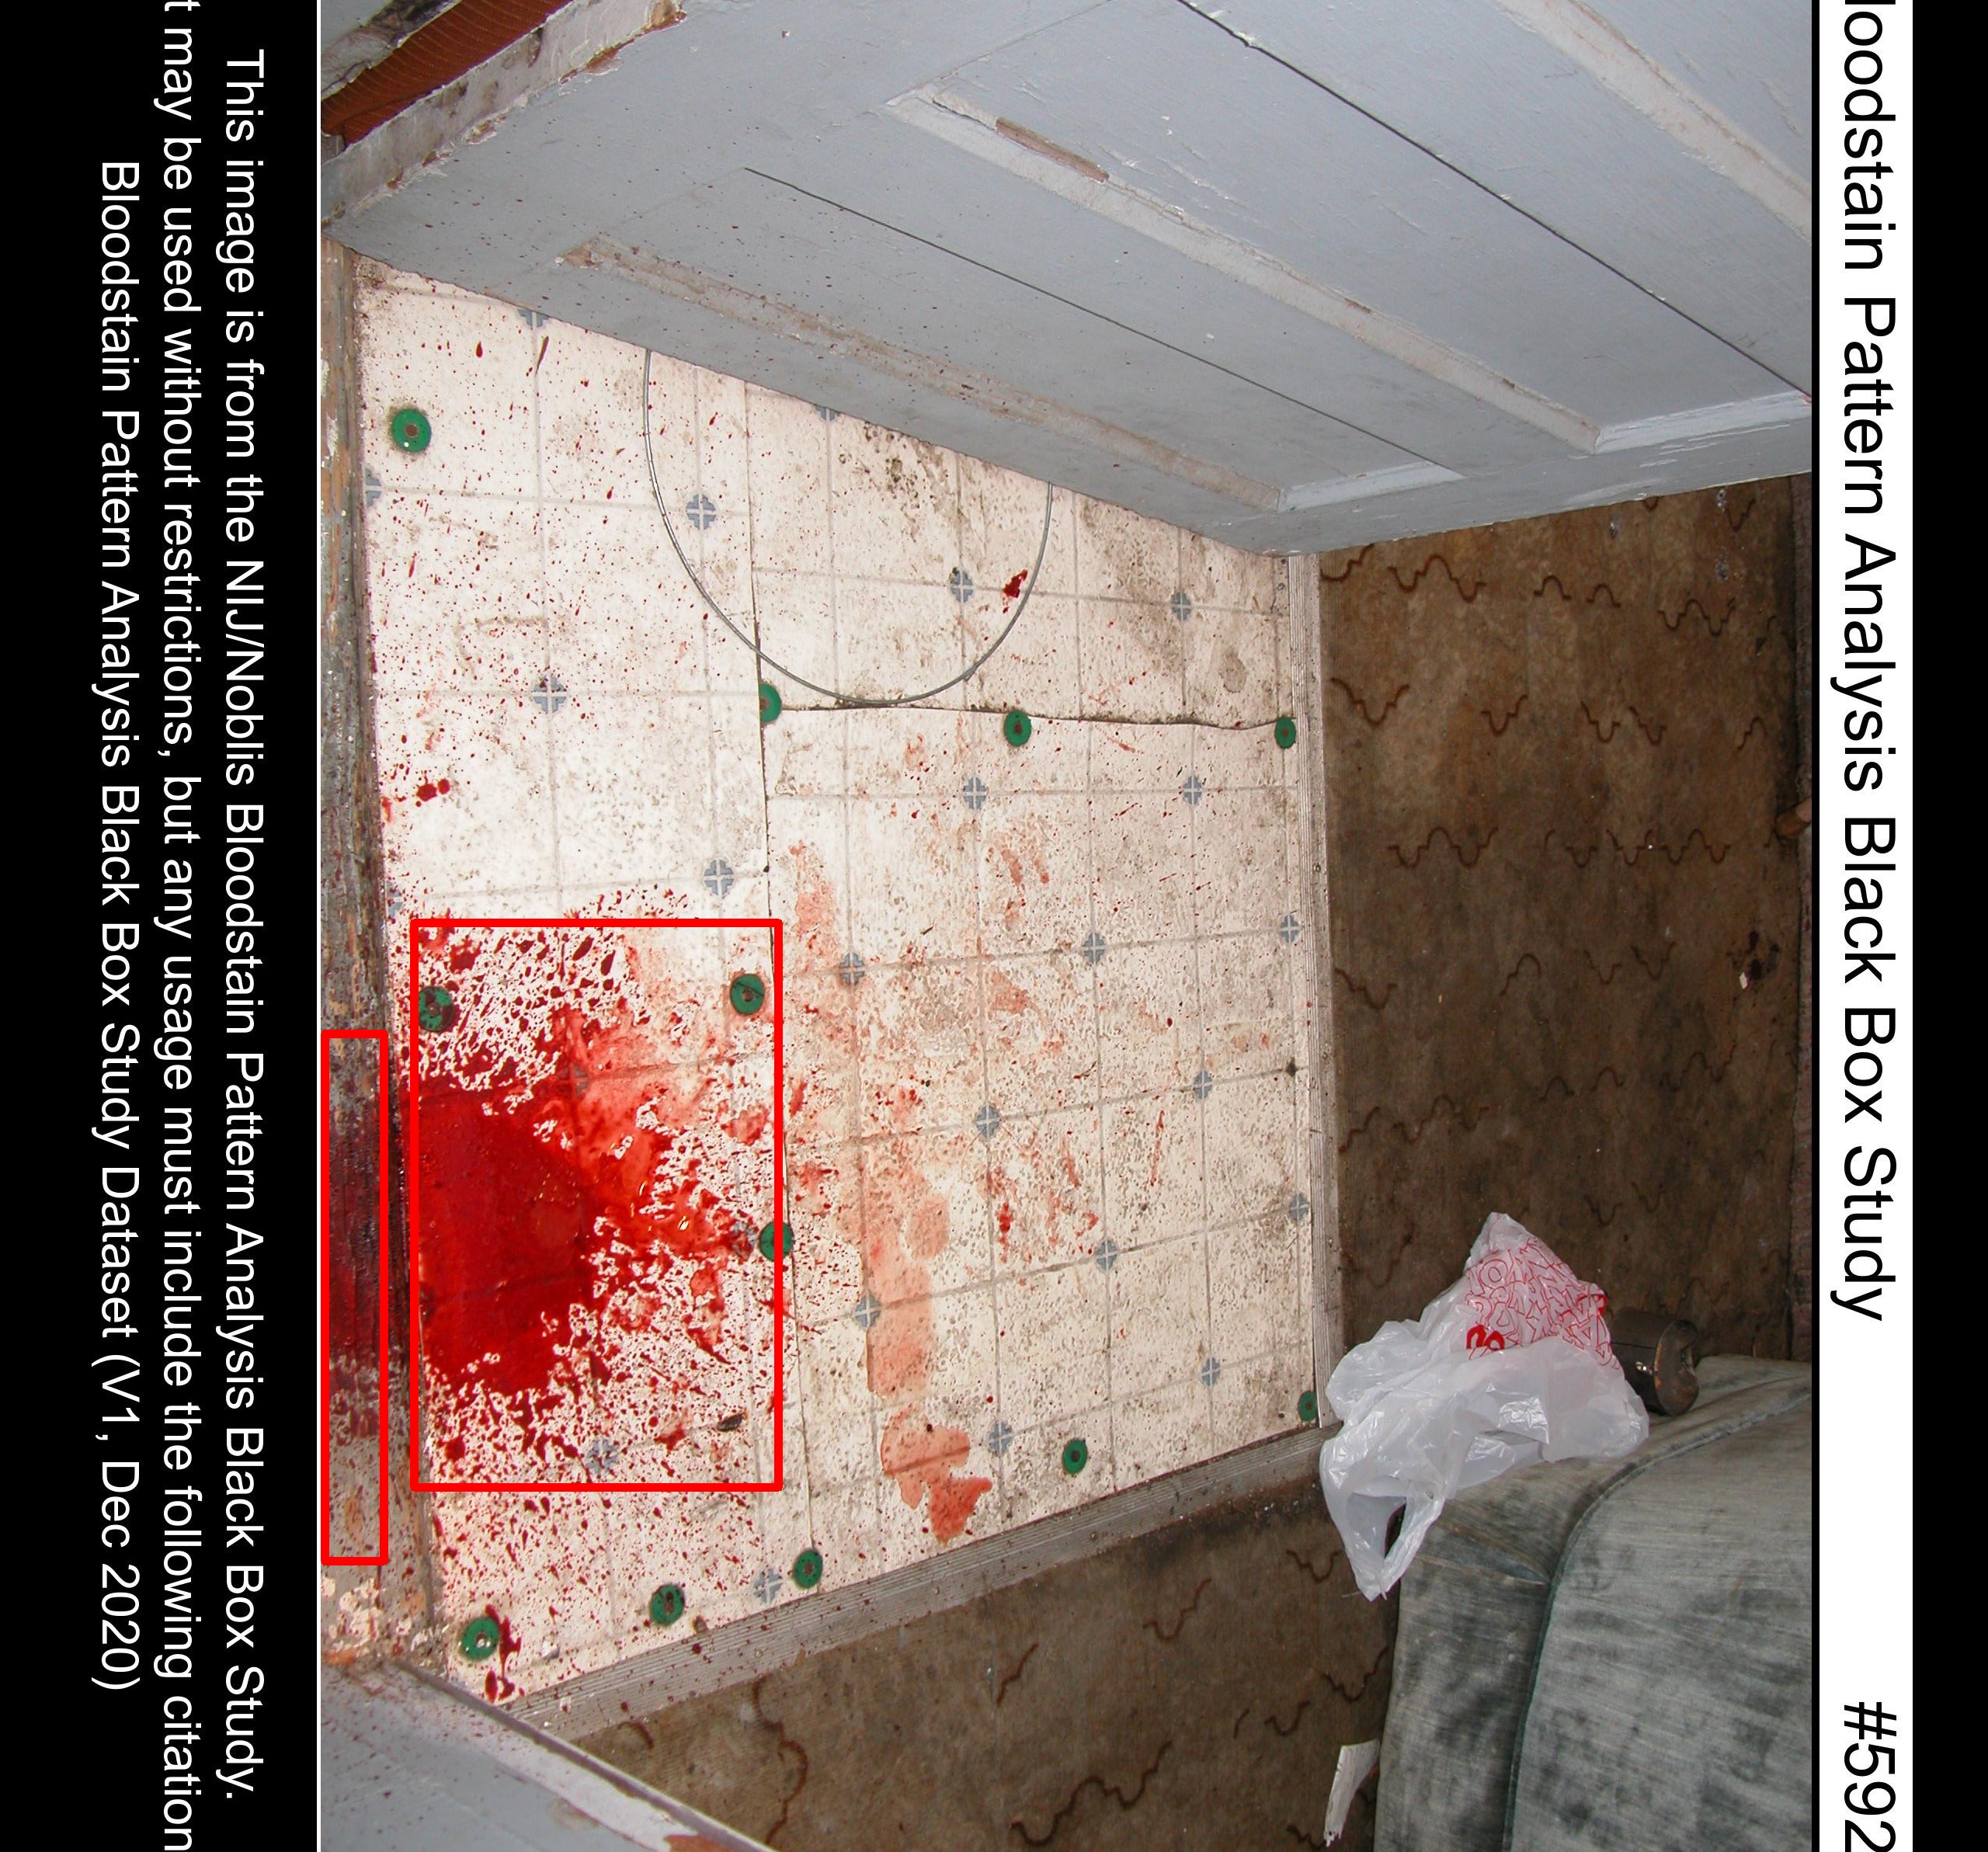 loodstain Pattern Analysis Black Box Study #592
This image is from the NIJ/Noblis Bloodstain Pattern Analysis Black Box Study.
t may be used without restrictions, but any usage must include the following citation
Bloodstain Pattern Analysis Black Box Study Dataset (V1, Dec 2020)